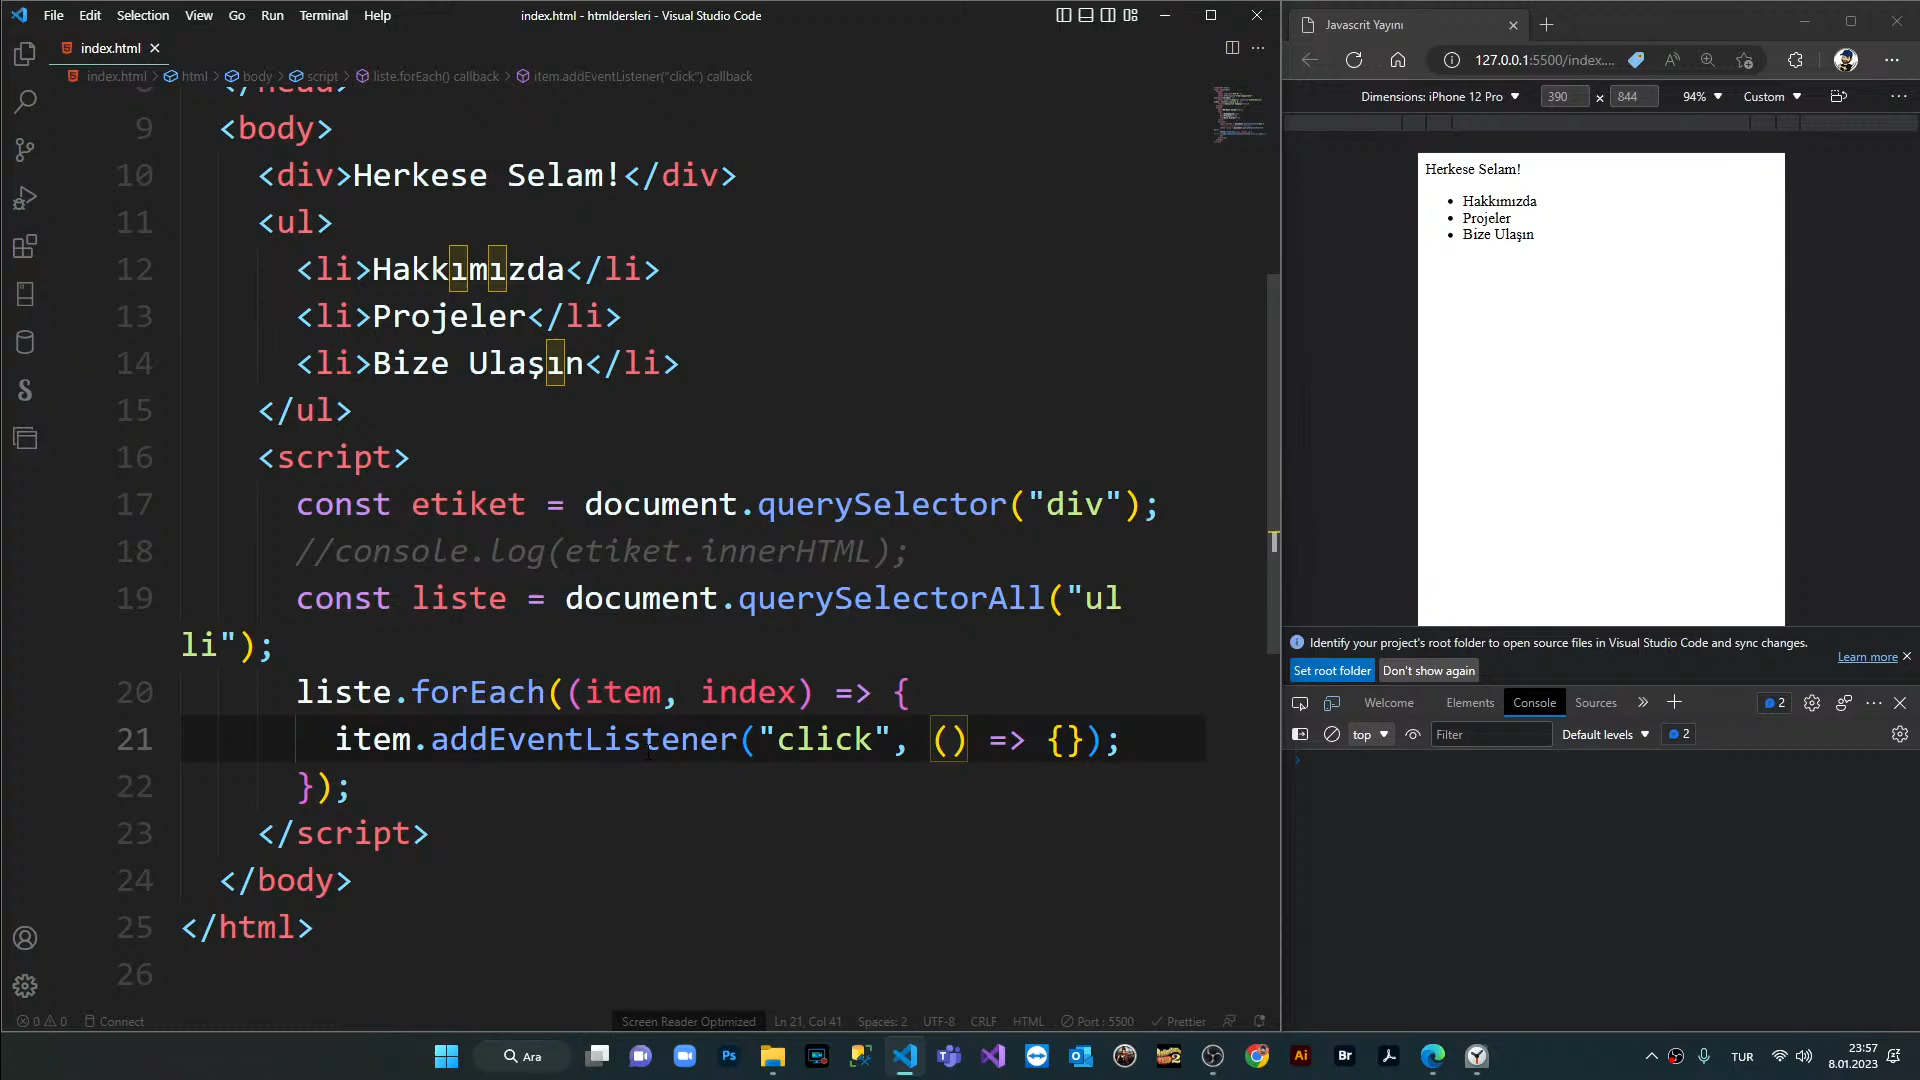 File Edit Selection View Go Run Terminal Help
index.html - htmldersleri - Visual Studio Code
index.html
index.html > html > body > script > liste.forEach() callback > item.addEventListener("click") callback
8 </head>
9 <body>
10 <div>Herkese Selam!</div>
11 <ul>
12 <li>Hakkımızda</li>
13 <li>Projeler</li>
14 <li>Bize Ulaşın</li>
15 </ul>
16 <script>
17 const etiket = document.querySelector("div");
18 //console.log(etiket.innerHTML);
19 const liste = document.querySelectorAll("ul
li");
20 liste.forEach((item, index) => {
21 item.addEventListener("click", () => {});
22 });
23 </script>
24 </body>
25 </html>
26
0 0 Connect
Screen Reader Optimized Ln 21, Col 41 Spaces: 2 UTF-8 CRLF HTML Port : 5500 Prettier
Javascrit Yayını
127.0.0.1:5500/index....
Dimensions: iPhone 12 Pro 390 x 844 94% Custom
Herkese Selam!
Hakkımızda
Projeler
Bize Ulaşın
Identify your project's root folder to open source files in Visual Studio Code and sync changes.
Learn more
Set root folder Don't show again
Welcome Elements Console Sources 2
top Filter Default levels 2
Ara
Ps
Ai
Br
TUR
23:57
8.01.2023